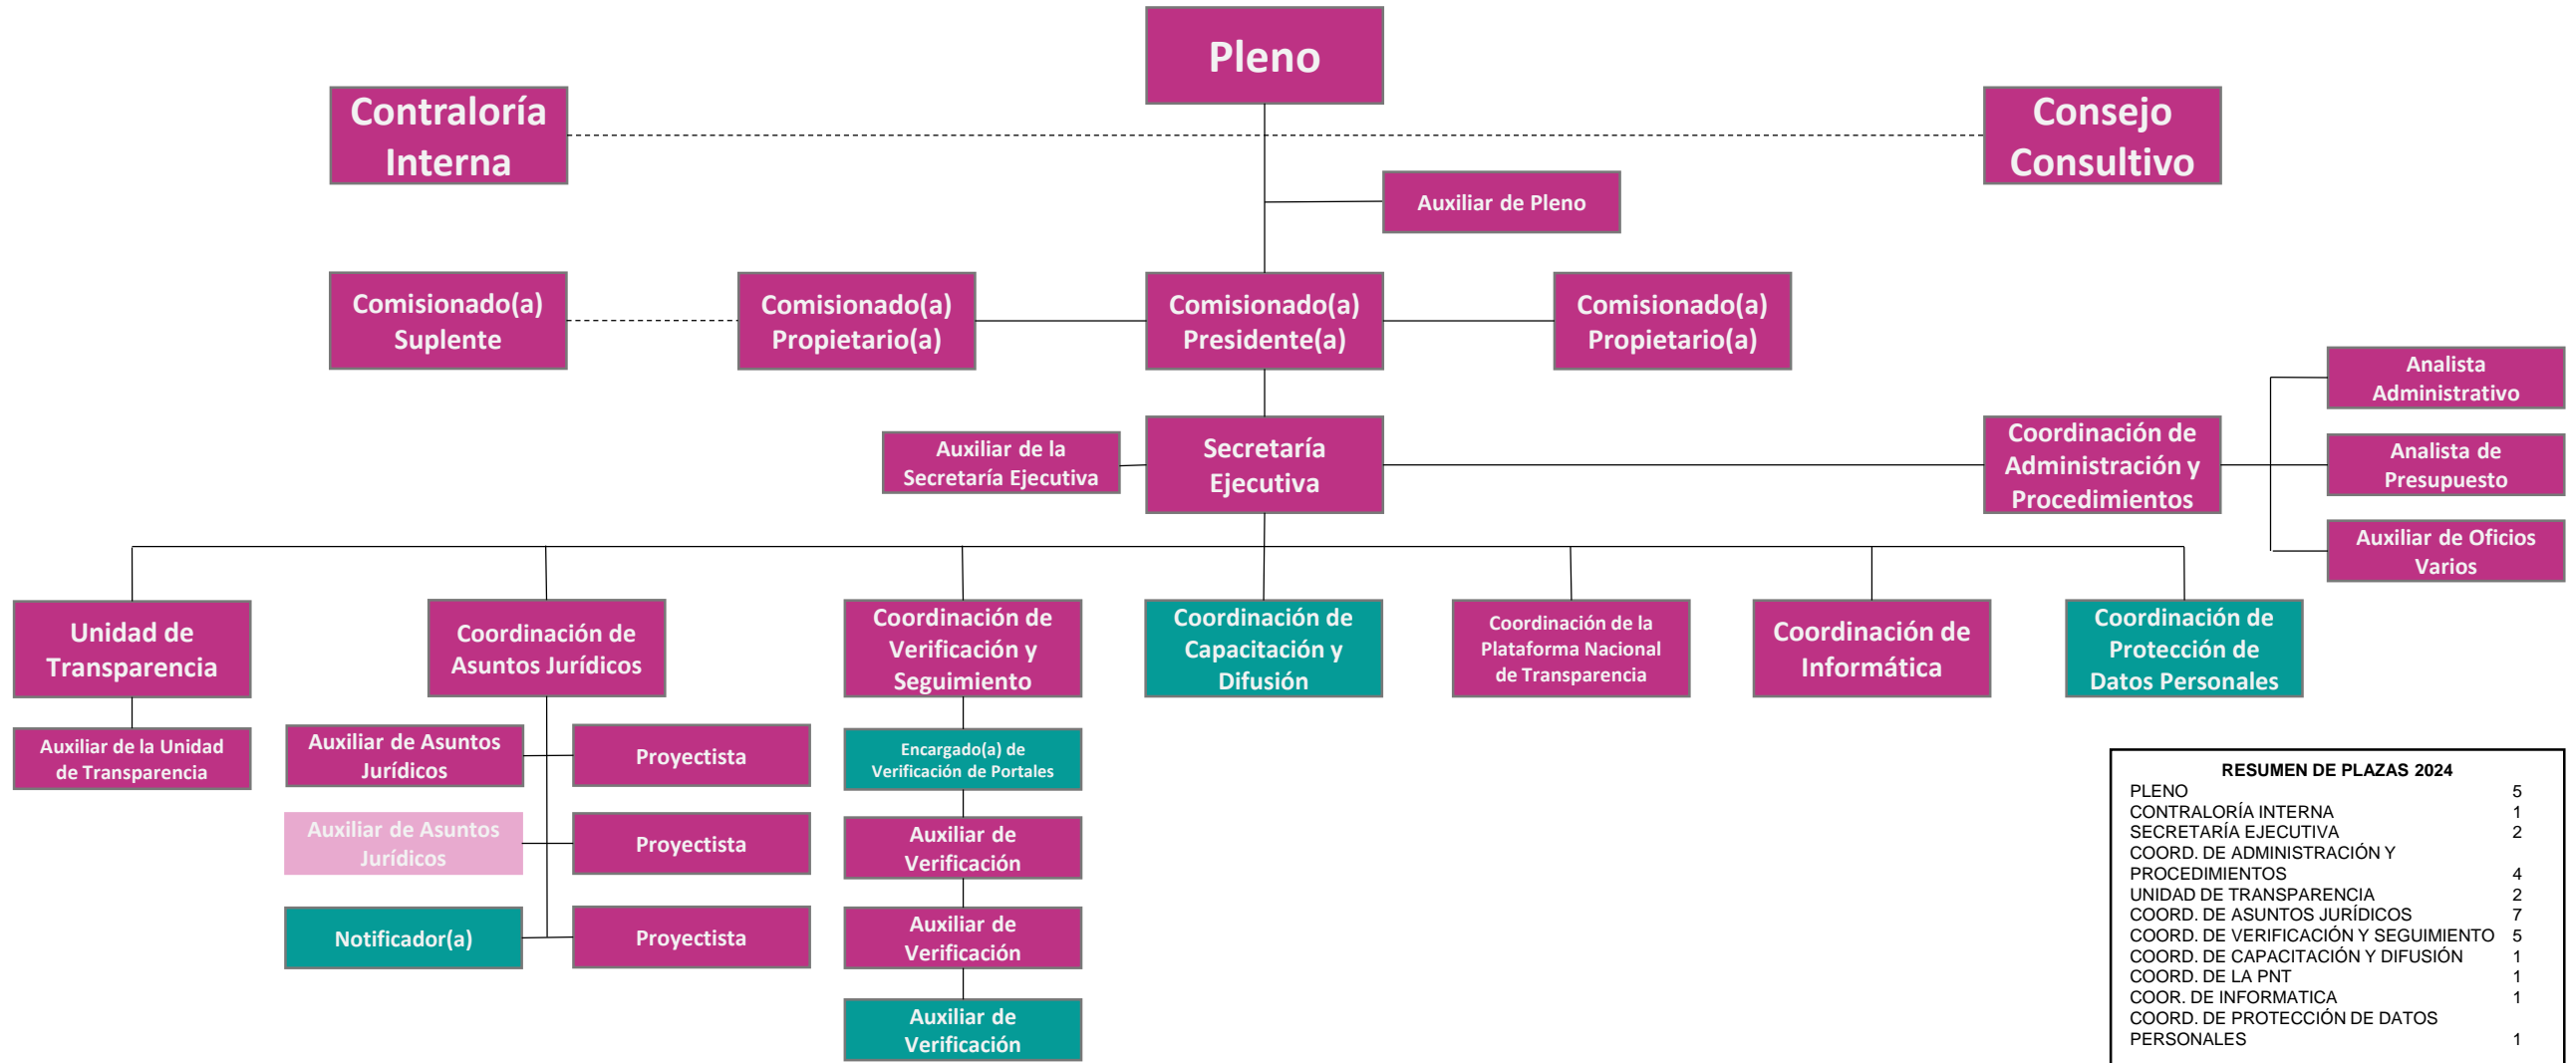 Pleno
Contraloría
Interna
Consejo
Consultivo
Auxiliar de Pleno
Comisionado(a)
Suplente
Comisionado(a)
Propietario(a)
Comisionado(a)
Presidente(a)
Comisionado(a)
Propietario(a)
Analista
Administrativo
Auxiliar de la
Secretaría Ejecutiva
Secretaría
Ejecutiva
Coordinación de
Administración y
Procedimientos
Analista de
Presupuesto
Auxiliar de Oficios
Varios
Unidad de
Transparencia
Coordinación de
Asuntos Jurídicos
Coordinación de
Verificación y
Seguimiento
Coordinación de
Capacitación y
Difusión
Coordinación de la
Plataforma Nacional
de Transparencia
Coordinación de
Informática
Coordinación de
Protección de
Datos Personales
Auxiliar de la Unidad
de Transparencia
Auxiliar de Asuntos
Jurídicos
Proyectista
Encargado(a) de
Verificación de Portales
Auxiliar de Asuntos
Jurídicos
Proyectista
Auxiliar de
Verificación
Notificador(a)
Proyectista
Auxiliar de
Verificación
Auxiliar de
Verificación
RESUMEN DE PLAZAS 2024
PLENO 5
CONTRALORÍA INTERNA 1
SECRETARÍA EJECUTIVA 2
COORD. DE ADMINISTRACIÓN Y
PROCEDIMIENTOS 4
UNIDAD DE TRANSPARENCIA 2
COORD. DE ASUNTOS JURÍDICOS 7
COORD. DE VERIFICACIÓN Y SEGUIMIENTO 5
COORD. DE CAPACITACIÓN Y DIFUSIÓN 1
COORD. DE LA PNT 1
COOR. DE INFORMATICA 1
COORD. DE PROTECCIÓN DE DATOS
PERSONALES 1